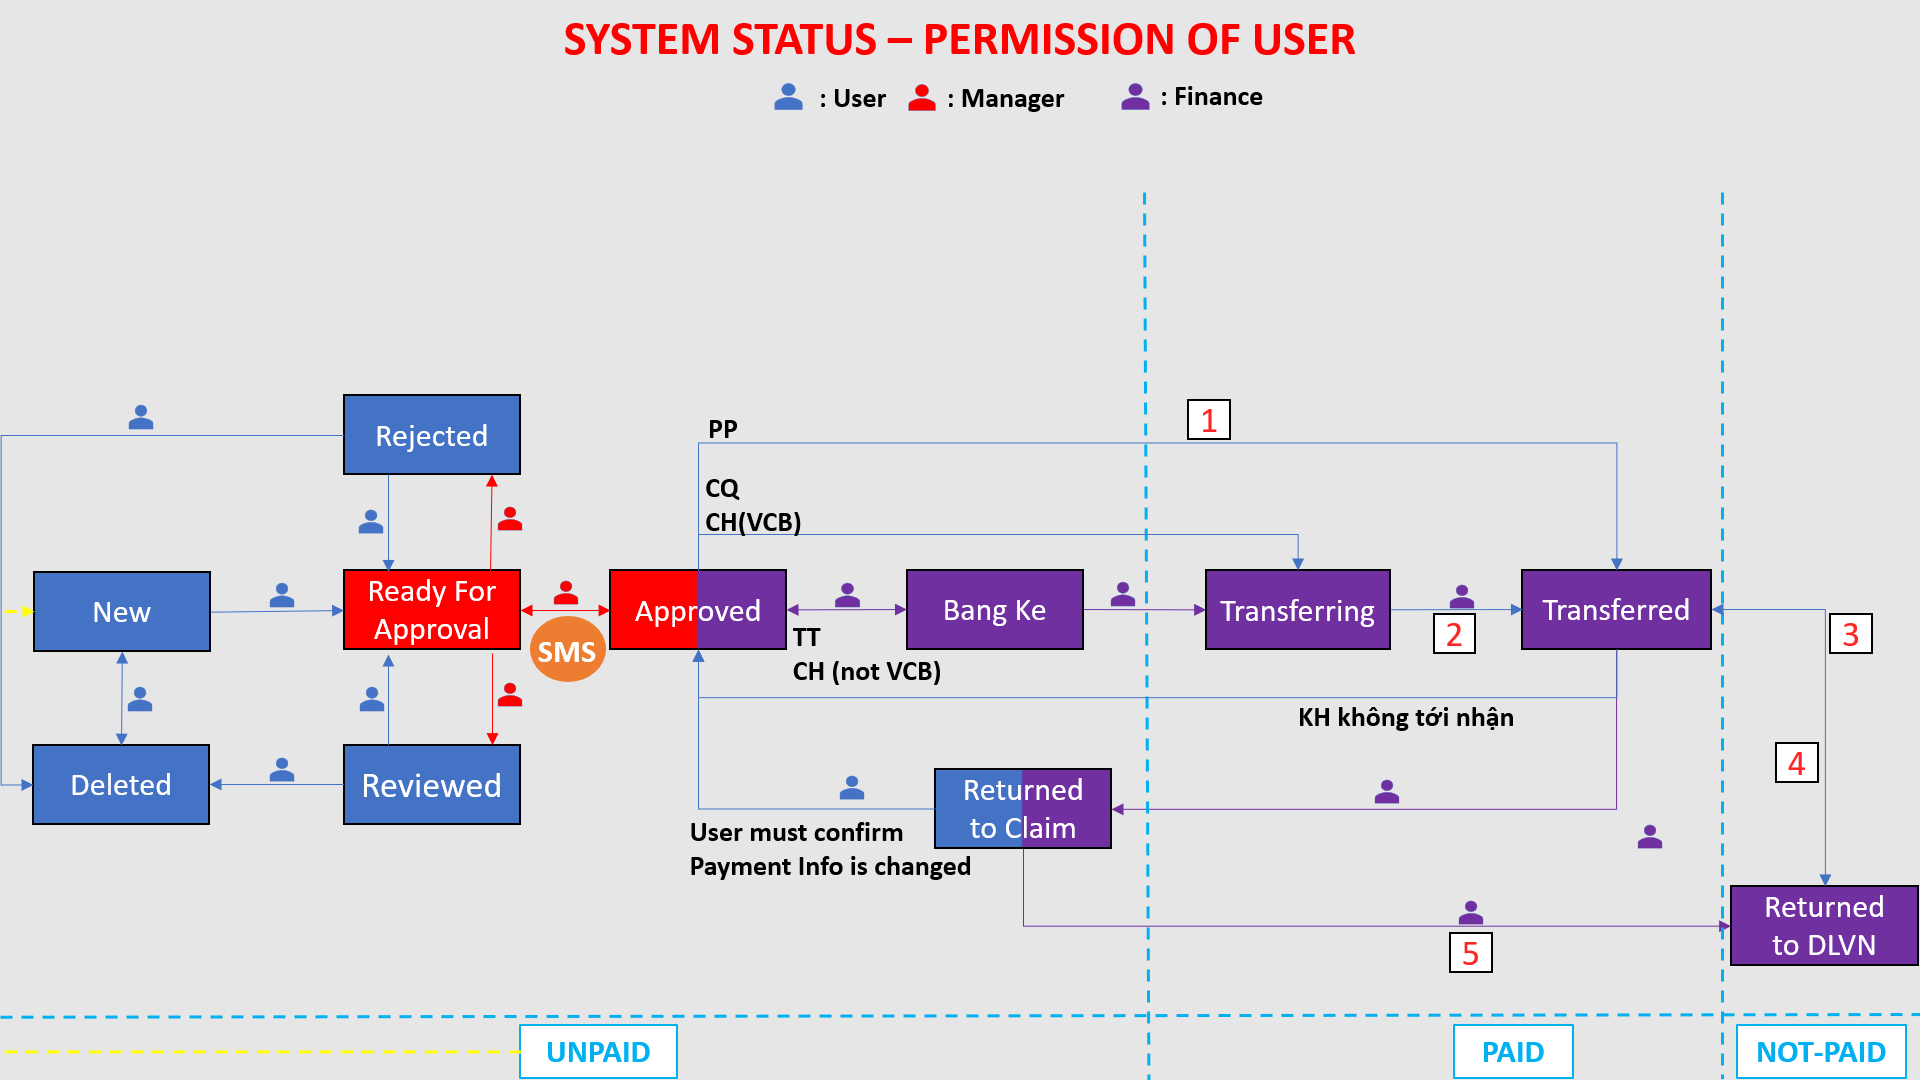 SYSTEM STATUS – PERMISSION OF USER
: User
: Manager
: Finance
Rejected
PP
1
CQ
CH(VCB)
New
Ready For
Approval
SMS
Approved
TT
CH (not VCB)
Bang Ke
Transferring
2
Transferred
3
KH không tới nhận
Deleted
Reviewed
Returned
to Claim
4
User must confirm
Payment Info is changed
5
Returned
to DLVN
UNPAID
PAID
NOT-PAID